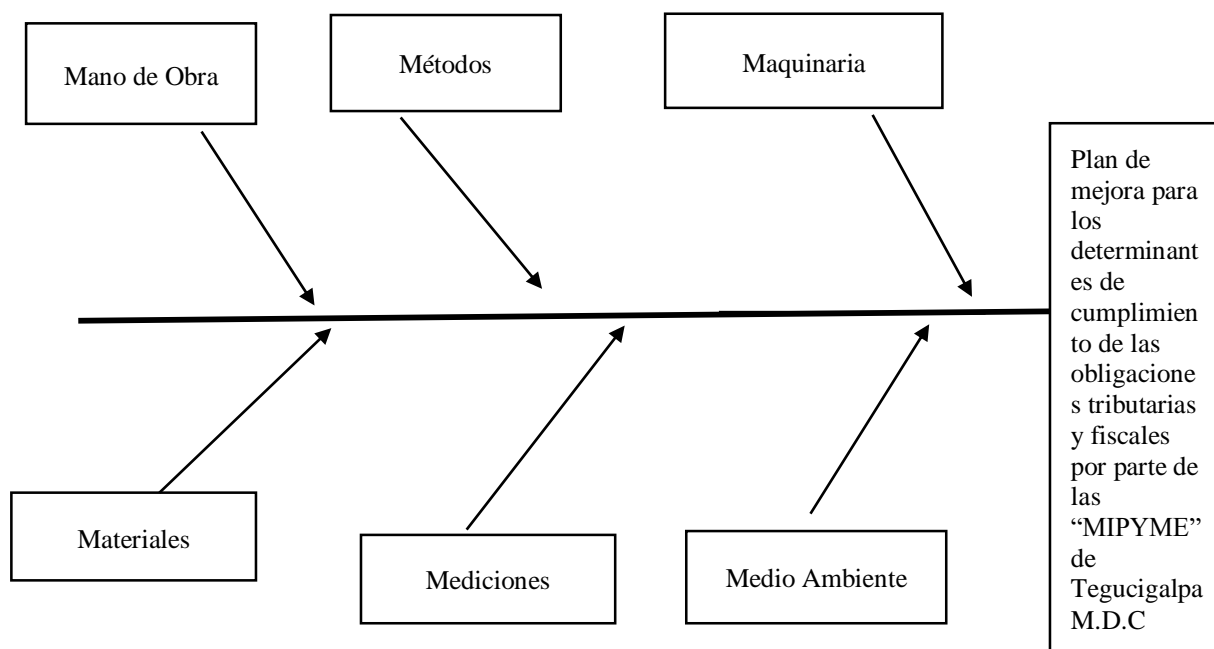 Mano de Obra
Métodos
Maquinaria
Plan de
mejora para
los
determinant
es de
cumplimien
to de las
obligacione
s tributarias
y fiscales
por parte de
las
“MIPYME”
de
Tegucigalpa
M.D.C
Materiales
Mediciones
Medio Ambiente